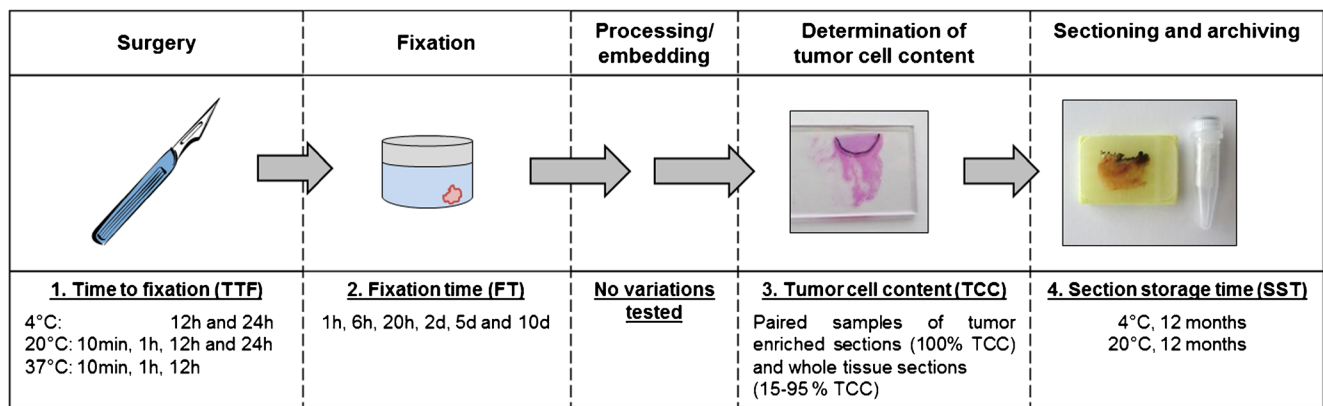 Surgery
Fixation
Processing/
embedding
Determination of
tumor cell content
Sectioning and archiving
1. Time to fixation (TTF)
4°C: 12h and 24h
20°C: 10min, 1h, 12h and 24h
37°C: 10min, 1h, 12h
2. Fixation time (FT)
1h, 6h, 20h, 2d, 5d and 10d
No variations
tested
3. Tumor cell content (TCC)
Paired samples of tumor
enriched sections (100% TCC)
and whole tissue sections
(15-95 % TCC)
4. Section storage time (SST)
4°C, 12 months
20°C, 12 months